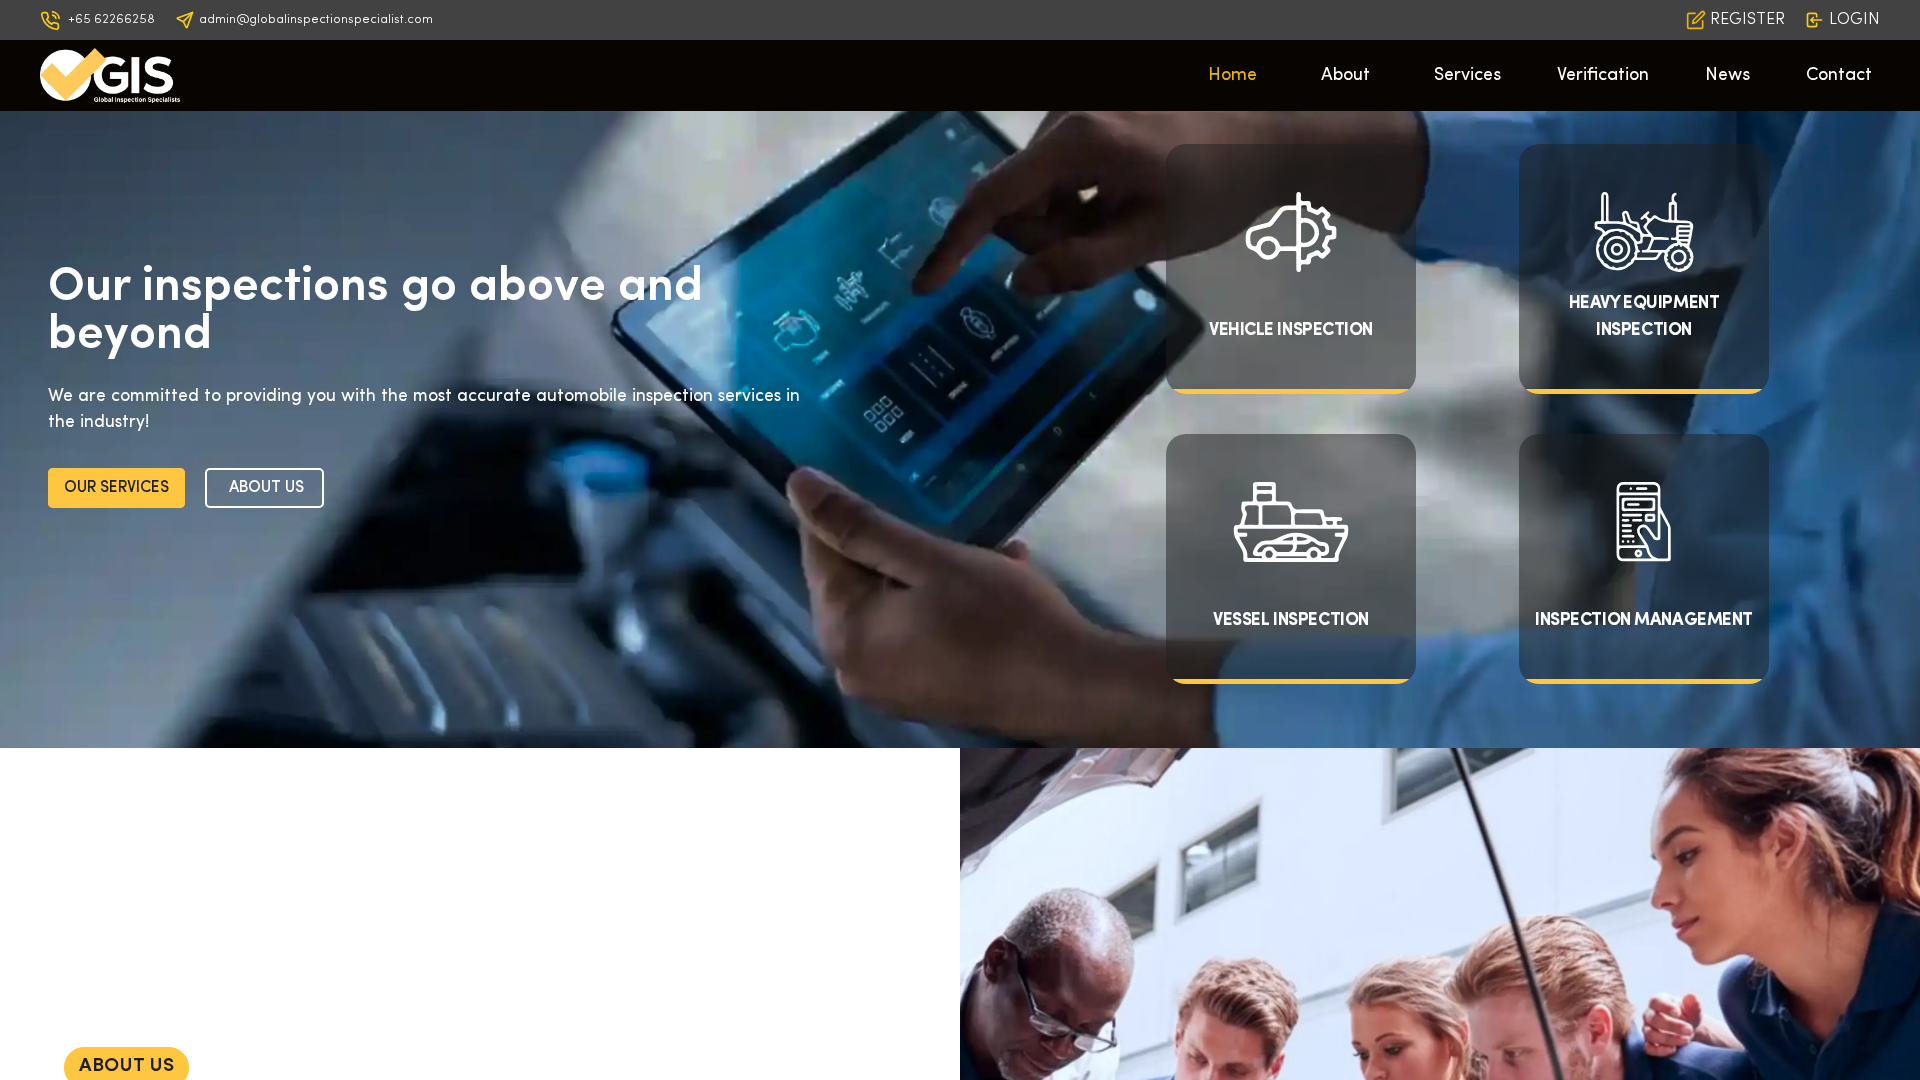 +65 62266258
admin@globalinspectionspecialist.com
REGISTER
LOGIN
GIS
Global Inspection Specialists
Home
About
Services
Verification
News
Contact
Our inspections go above and
beyond
We are committed to providing you with the most accurate automobile inspection services in
the industry!
OUR SERVICES
ABOUT US
VEHICLE INSPECTION
HEAVY EQUIPMENT
INSPECTION
VESSEL INSPECTION
INSPECTION MANAGEMENT
ABOUT US